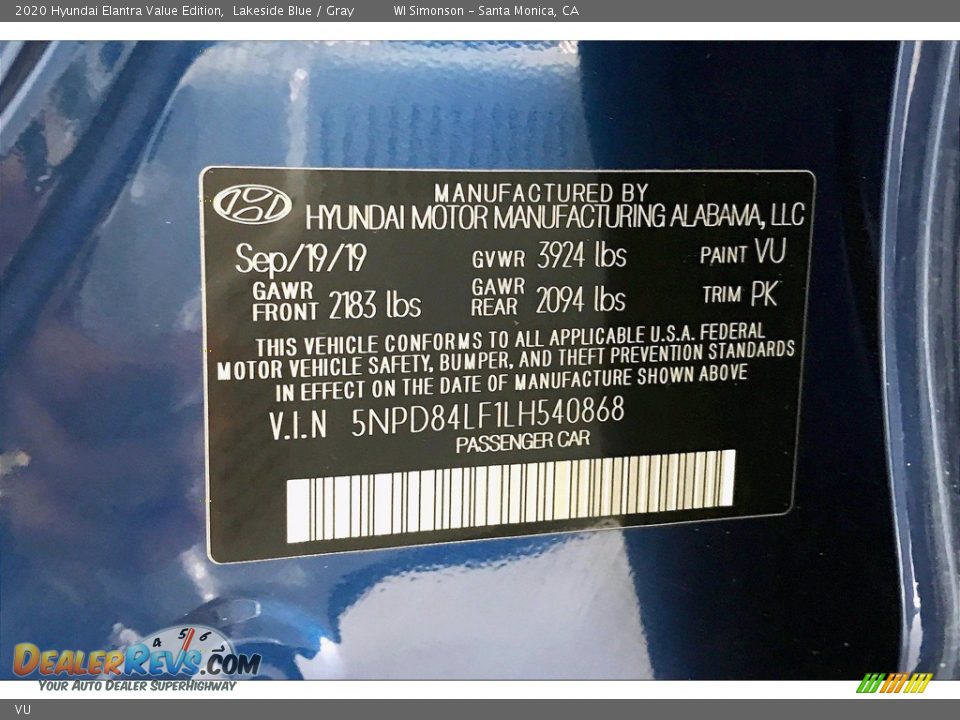 2020 Hyundai Elantra Value Edition,  Lakeside Blue / Gray    WI Simonson - Santa Monica, CA
MANUFACTURED BY
HYUNDAI MOTOR MANUFACTURING ALABAMA, LLC
Sep/19/19 GVWR 3924 lbs PAINT VU
GAWR FRONT 2183 lbs GAWR REAR 2094 lbs TRIM PK
THIS VEHICLE CONFORMS TO ALL APPLICABLE U.S.A. FEDERAL
MOTOR VEHICLE SAFETY, BUMPER, AND THEFT PREVENTION STANDARDS
IN EFFECT ON THE DATE OF MANUFACTURE SHOWN ABOVE
V.I.N 5NPD84LF1LH540868
PASSENGER CAR
4 5 6
DEALERREVS.COM
YOUR AUTO DEALER SUPERHIGHWAY
VU